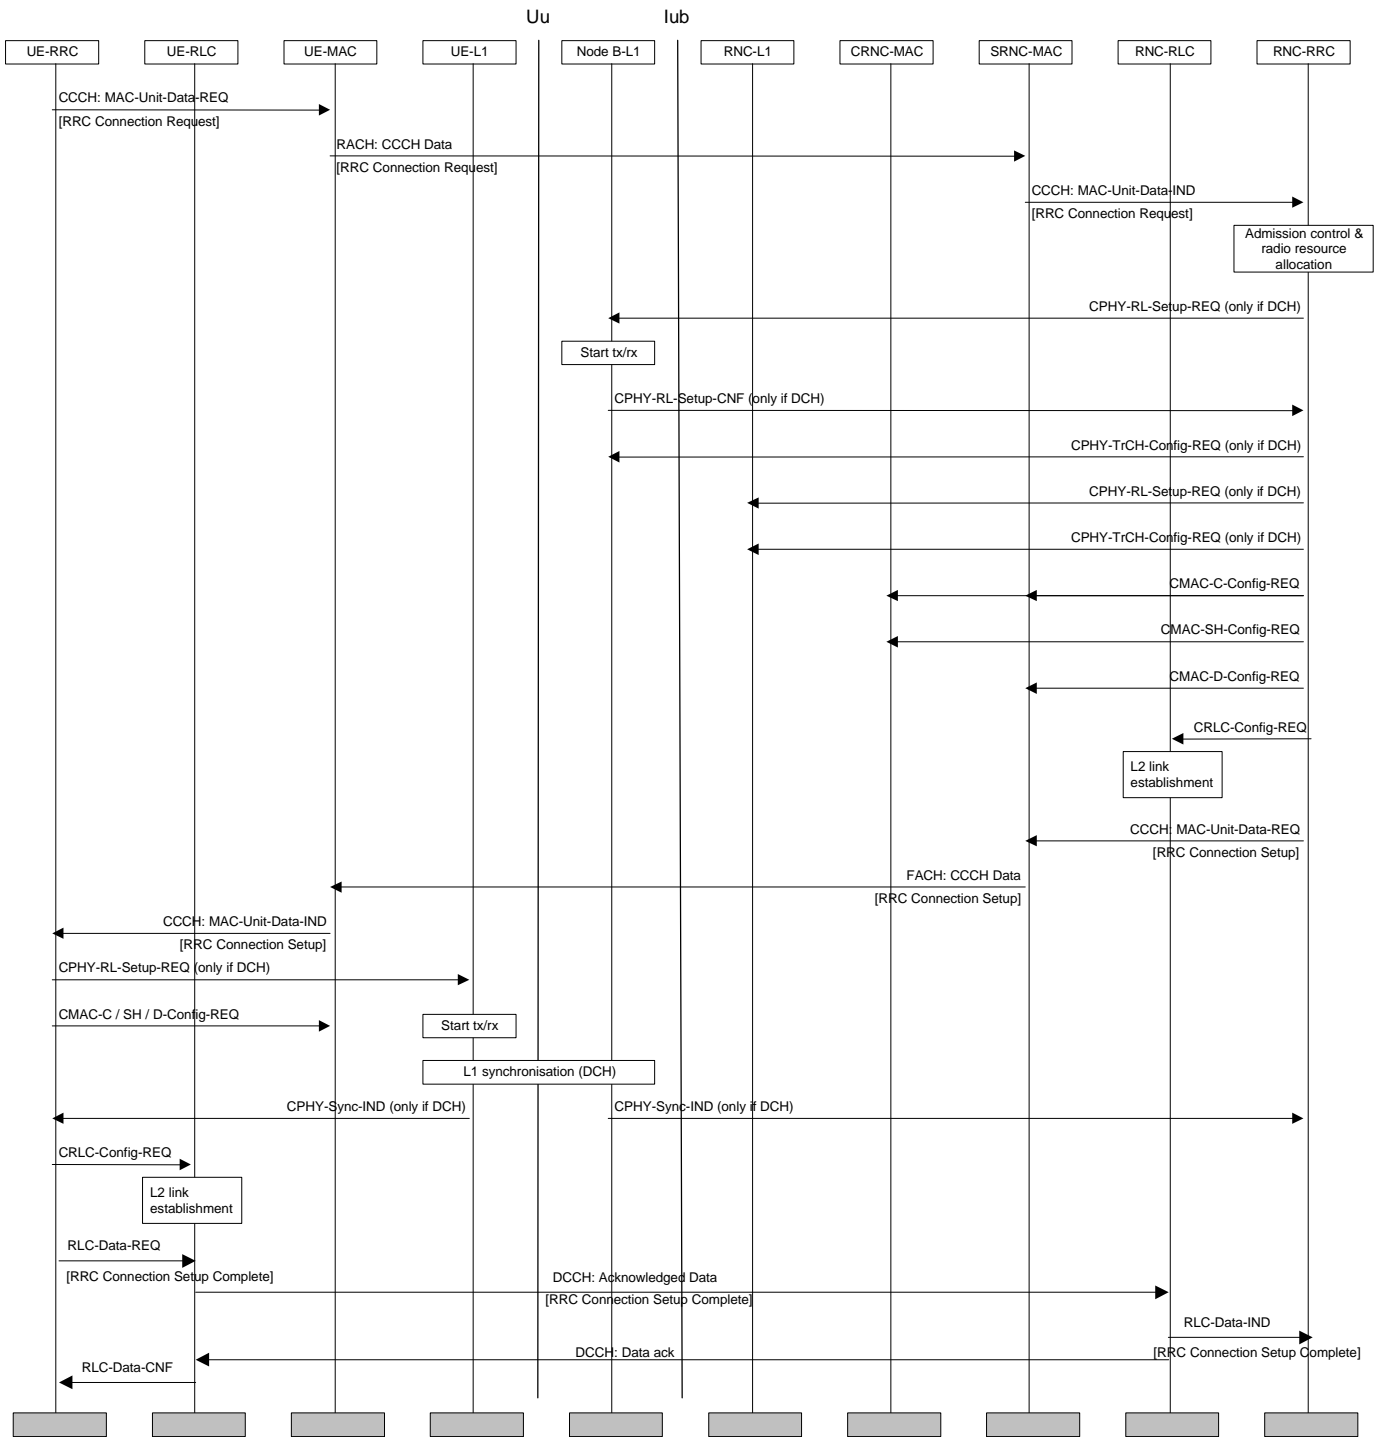 Uu
Iub
UE-RRC
UE-RLC
UE-MAC
UE-L1
Node B-L1
RNC-L1
CRNC-MAC
SRNC-MAC
RNC-RLC
RNC-RRC
CCCH: MAC-Unit-Data-REQ
[RRC Connection Request]
RACH: CCCH Data
[RRC Connection Request]
CCCH: MAC-Unit-Data-IND
[RRC Connection Request]
Admission control &
radio resource
allocation
CPHY-RL-Setup-REQ (only if DCH)
Start tx/rx
CPHY-RL-Setup-CNF (only if DCH)
CPHY-TrCH-Config-REQ (only if DCH)
CPHY-RL-Setup-REQ (only if DCH)
CPHY-TrCH-Config-REQ (only if DCH)
CMAC-C-Config-REQ
CMAC-SH-Config-REQ
CMAC-D-Config-REQ
CRLC-Config-REQ
L2 link
establishment
CCCH: MAC-Unit-Data-REQ
[RRC Connection Setup]
FACH: CCCH Data
[RRC Connection Setup]
CCCH: MAC-Unit-Data-IND
[RRC Connection Setup]
CPHY-RL-Setup-REQ (only if DCH)
CMAC-C / SH / D-Config-REQ
Start tx/rx
L1 synchronisation (DCH)
CPHY-Sync-IND (only if DCH)
CPHY-Sync-IND (only if DCH)
CRLC-Config-REQ
L2 link
establishment
RLC-Data-REQ
[RRC Connection Setup Complete]
DCCH: Acknowledged Data
[RRC Connection Setup Complete]
RLC-Data-IND
[RRC Connection Setup Complete]
DCCH: Data ack
RLC-Data-CNF